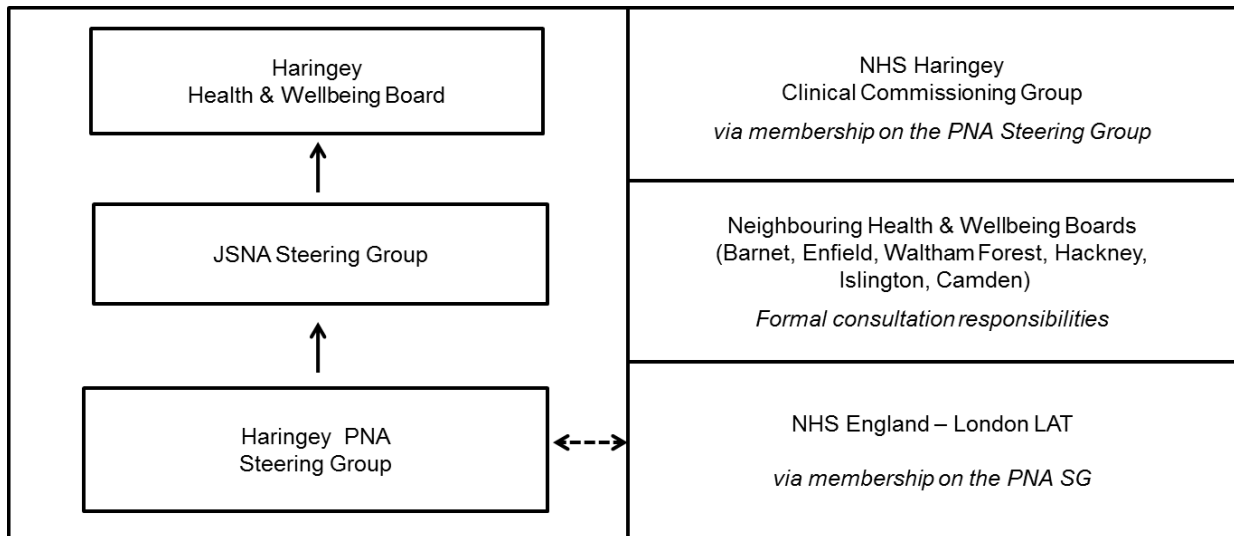 Haringey
Health & Wellbeing Board
JSNA Steering Group
Haringey PNA
Steering Group
NHS Haringey
Clinical Commissioning Group
via membership on the PNA Steering Group
Neighbouring Health & Wellbeing Boards
(Barnet, Enfield, Waltham Forest, Hackney,
Islington, Camden)
Formal consultation responsibilities
NHS England – London LAT
via membership on the PNA SG